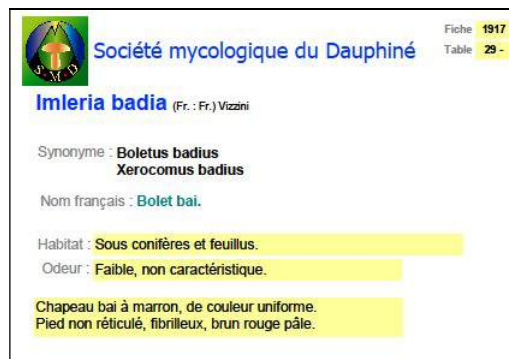 Fiche 1917
Société mycologique du Dauphiné
Table 29 -
S.M.D
Imleria badia (Fr. : Fr.) Vizzini
Synonyme : Boletus badius
Xerocomus badius
Nom français : Bolet bai.
Habitat : Sous conifères et feuillus.
Odeur : Faible, non caractéristique.
Chapeau bai à marron, de couleur uniforme.
Pied non réticulé, fibrilleux, brun rouge pâle.